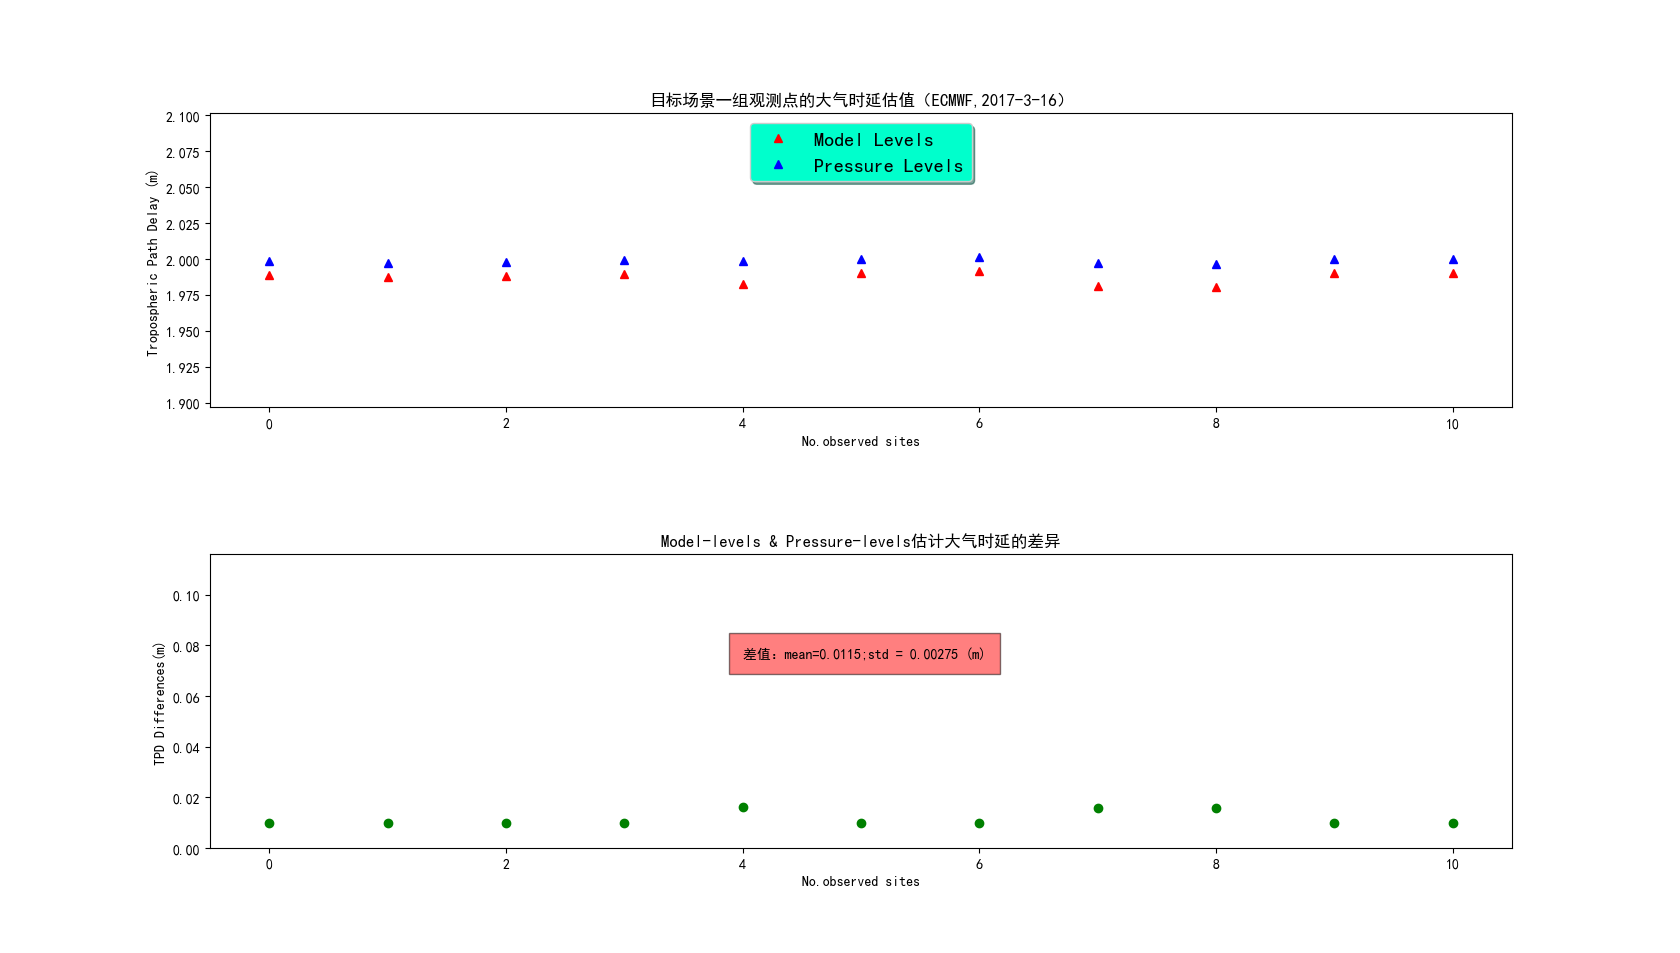 目标场景一组观测点的大气时延估值（ECMWF,2017-3-16）
Model Levels
Pressure Levels
Tropospheric Path Delay (m)
2.100
2.075
2.050
2.025
2.000
1.975
1.950
1.925
1.900
0 2 4 6 8 10
No.observed sites
Model-levels & Pressure-levels估计大气时延的差异
差值：mean=0.0115;std = 0.00275 (m)
TPD Differences(m)
0.10
0.08
0.06
0.04
0.02
0.00
0 2 4 6 8 10
No.observed sites